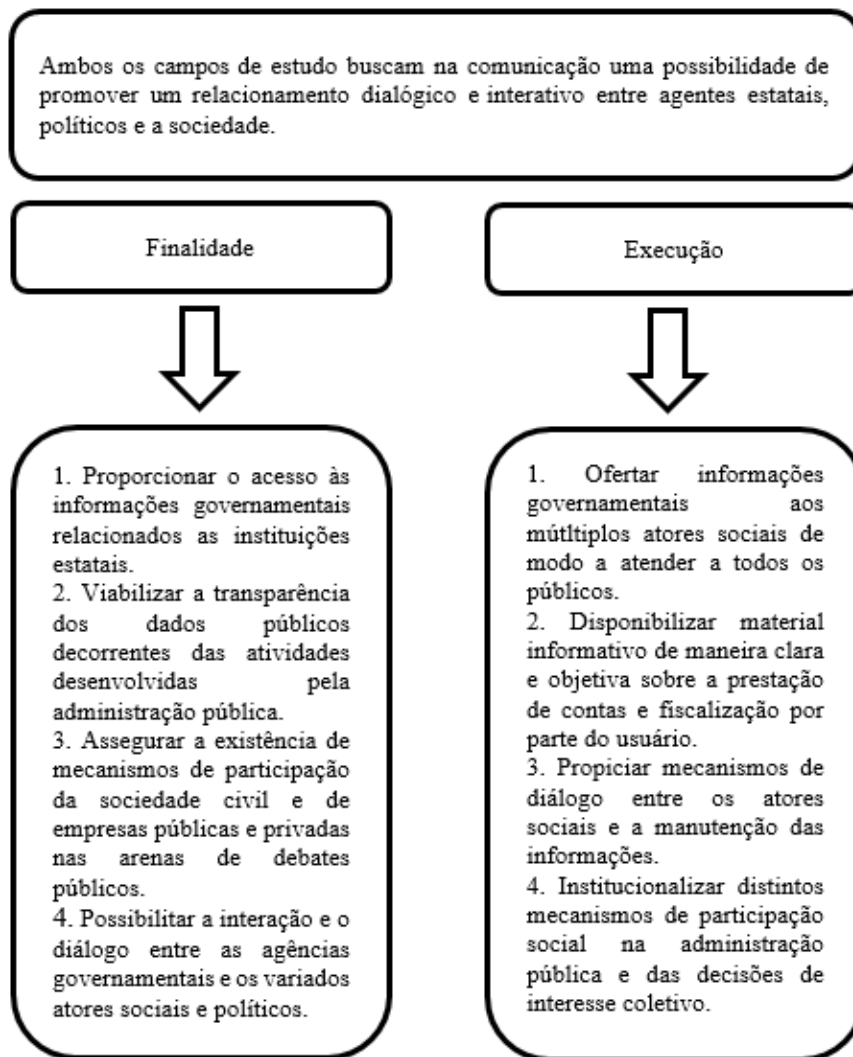 Ambos os campos de estudo buscam na comunicação uma possibilidade de
promover um relacionamento dialógico e interativo entre agentes estatais,
políticos e a sociedade.
Finalidade
Execução
1. Proporcionar o acesso às
informações governamentais
relacionados as instituições
estatais.
2. Viabilizar a transparência
dos dados públicos
decorrentes das atividades
desenvolvidas pela
administração pública.
3. Assegurar a existência de
mecanismos de participação
da sociedade civil e de
empresas públicas e privadas
nas arenas de debates
públicos.
4. Possibilitar a interação e o
diálogo entre as agências
governamentais e os variados
atores sociais e políticos.
1. Ofertar informações
governamentais aos
mútltiplos atores sociais de
modo a atender a todos os
públicos.
2. Disponibilizar material
informativo de maneira clara
e objetiva sobre a prestação
de contas e fiscalização por
parte do usuário.
3. Propiciar mecanismos de
diálogo entre os atores
sociais e a manutenção das
informações.
4. Institucionalizar distintos
mecanismos de participação
social na administração
pública e das decisões de
interesse coletivo.